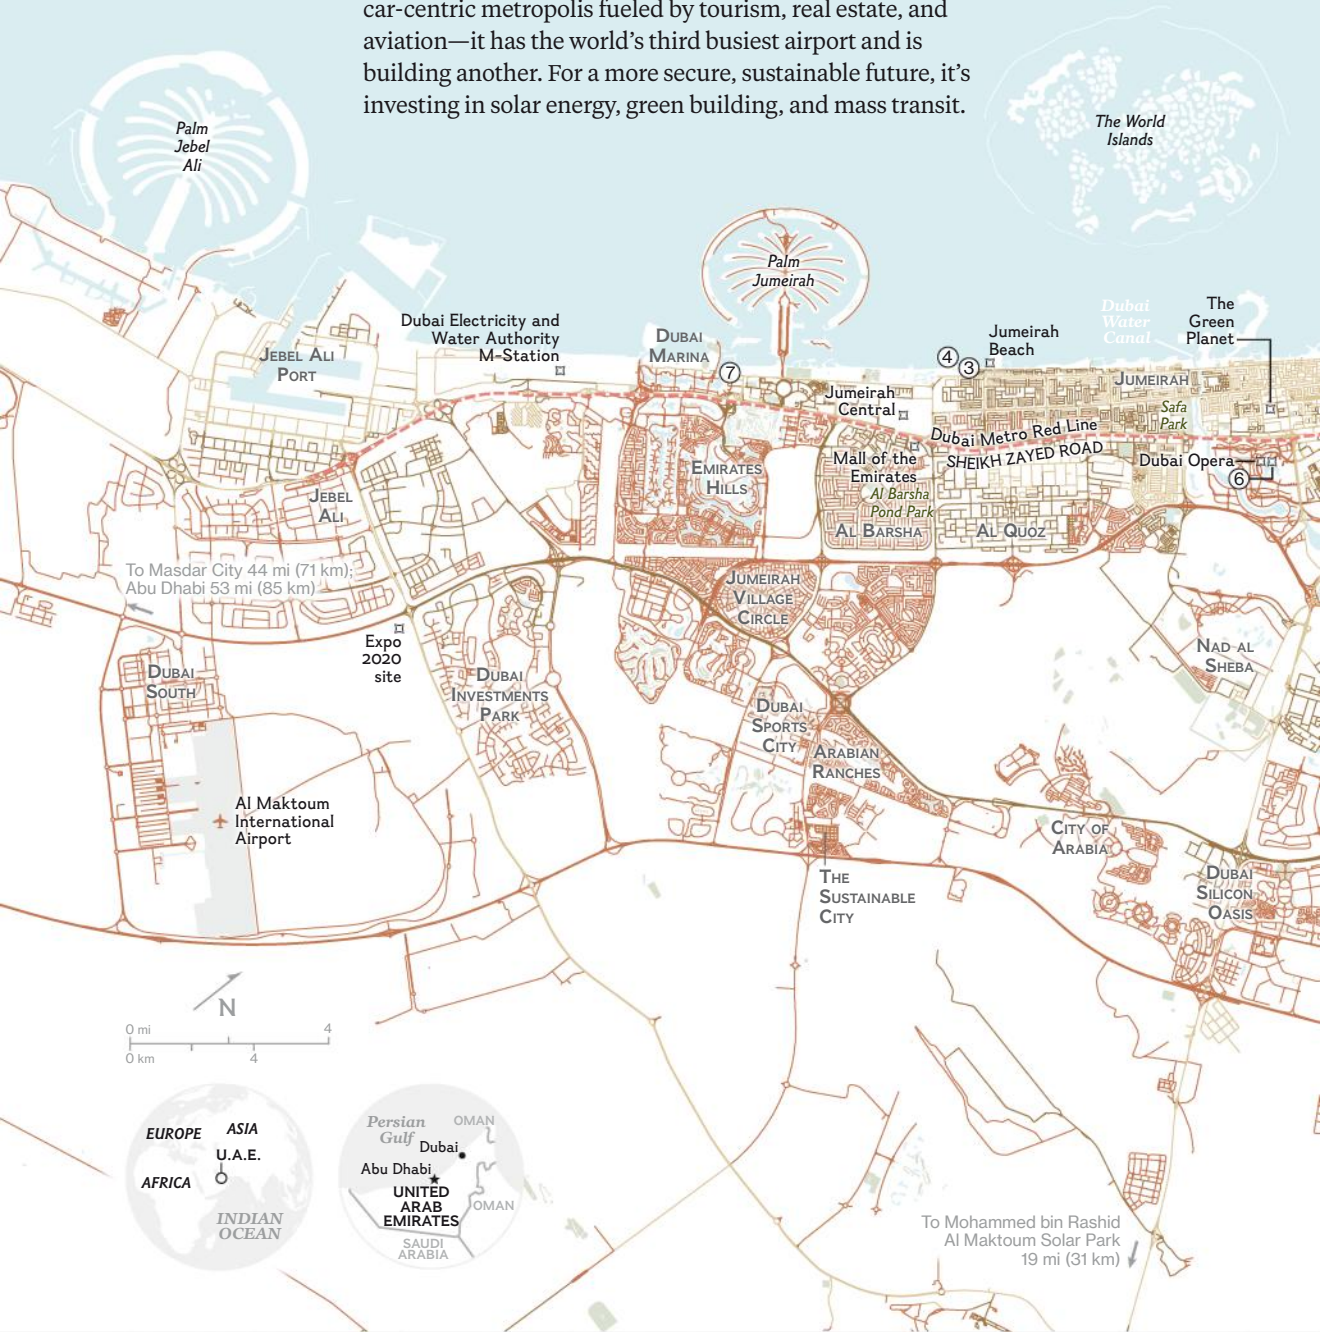 car-centric metropolis fueled by tourism, real estate, and
aviation—it has the world's third busiest airport and is
building another. For a more secure, sustainable future, it's
investing in solar energy, green building, and mass transit.
Palm
Jebel
Ali
The World
Islands
Palm
Jumeirah
Dubai
Water
Canal
The
Green
Planet
Dubai Electricity and
Water Authority
M-Station
DUBAI
MARINA
Jumeirah
Beach
JEBEL ALI
PORT
7
4
3
JUMEIRAH
Jumeirah
Central
Safa
Park
Dubai Metro Red Line
SHEIKH ZAYED ROAD
Mall of the
Emirates
Dubai Opera
6
EMIRATES
HILLS
Al Barsha
Pond Park
JEBEL
ALI
AL BARSHA
AL QUOZ
To Masdar City 44 mi (71 km);
Abu Dhabi 53 mi (85 km)
JUMEIRAH
VILLAGE
CIRCLE
Expo
2020
site
NAD AL
SHEBA
DUBAI
SOUTH
DUBAI
INVESTMENTS
PARK
DUBAI
SPORTS
CITY
ARABIAN
RANCHES
Al Maktoum
International
Airport
CITY OF
ARABIA
THE
SUSTAINABLE
CITY
DUBAI
SILICON
OASIS
N
0 mi 4
0 km 4
EUROPE
ASIA
U.A.E.
AFRICA
INDIAN
OCEAN
Persian
Gulf
OMAN
Dubai
Abu Dhabi
UNITED
ARAB
EMIRATES
OMAN
SAUDI
ARABIA
To Mohammed bin Rashid
Al Maktoum Solar Park
19 mi (31 km)